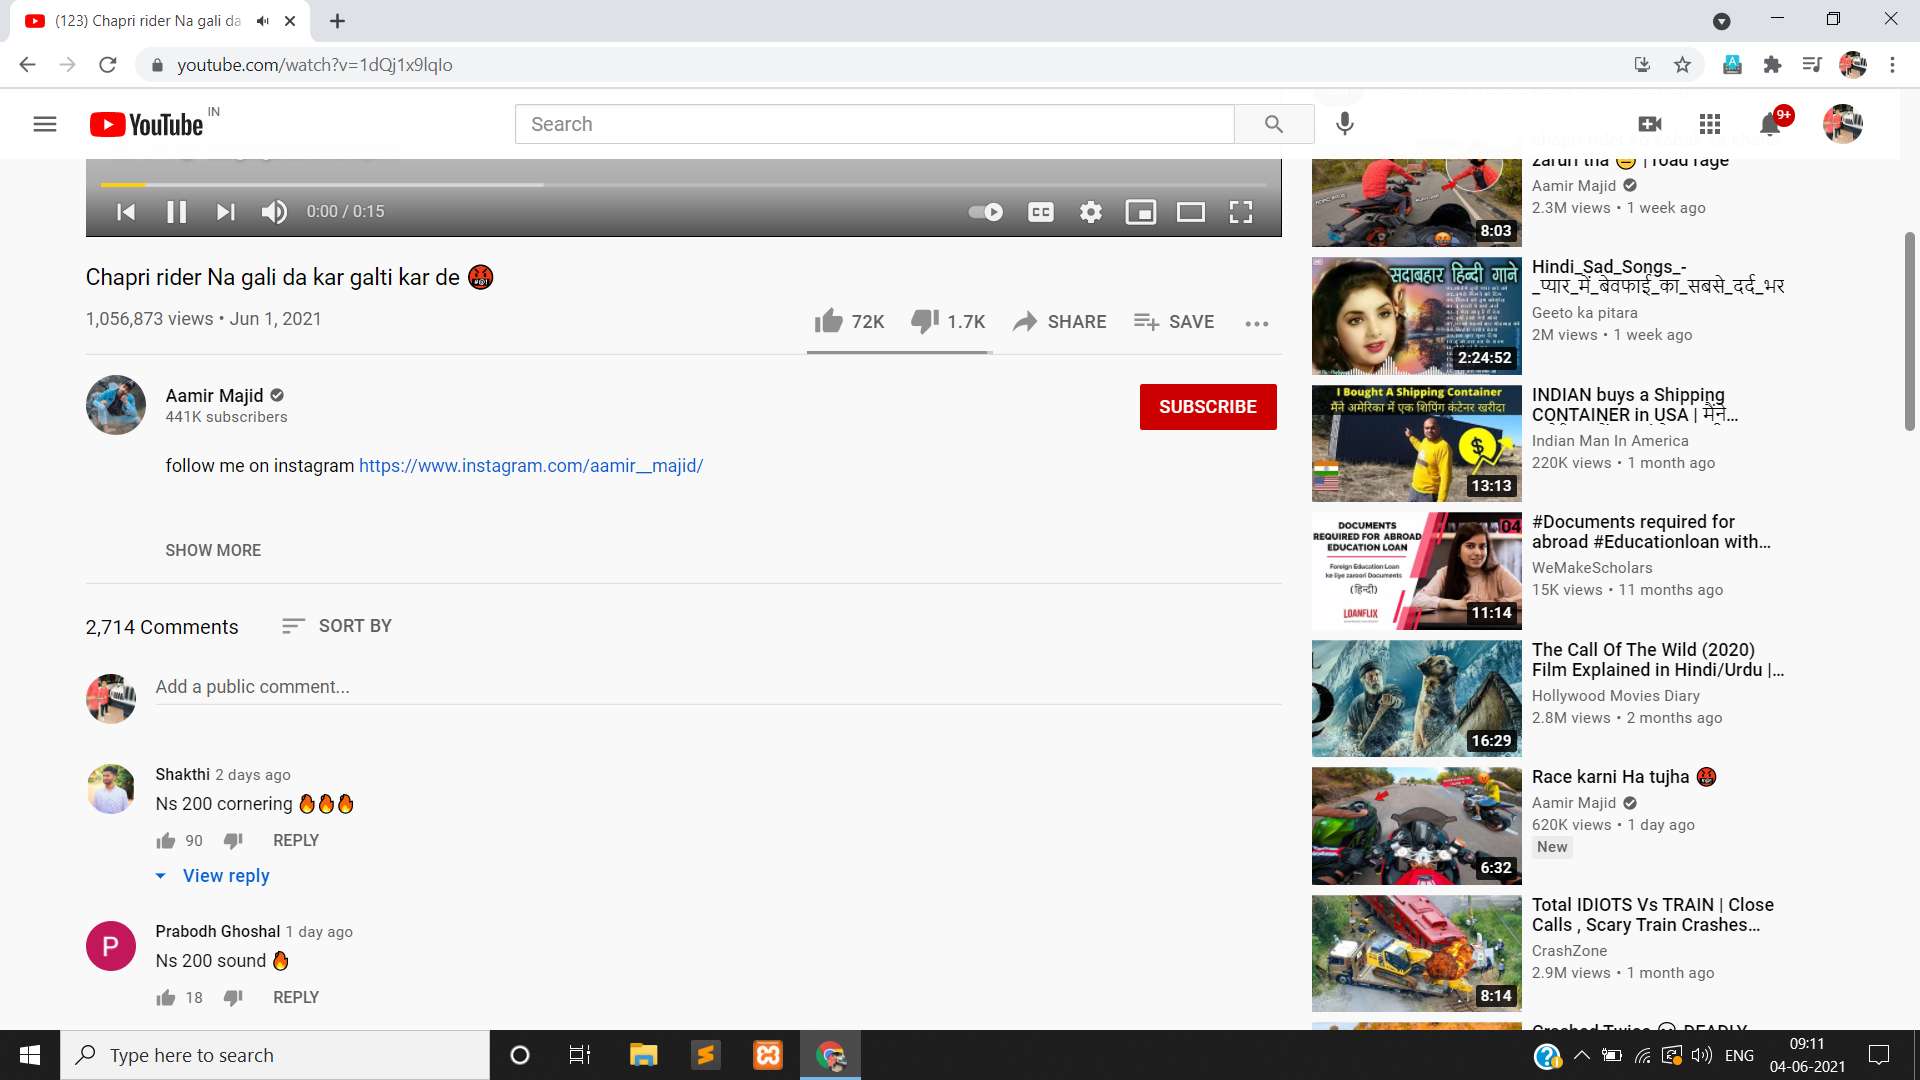 (123) Chapri rider Na gali da
youtube.com/watch?v=1dQj1x9lqIo
YouTube IN
Search
9+
0:00 / 0:15
CC
Chapri rider Na gali da kar galti kar de
1,056,873 views • Jun 1, 2021
72K
1.7K
SHARE
SAVE
Aamir Majid
441K subscribers
SUBSCRIBE
follow me on instagram https://www.instagram.com/aamir__majid/
SHOW MORE
2,714 Comments
SORT BY
Add a public comment...
Shakthi 2 days ago
Ns 200 cornering
90
REPLY
View reply
P
Prabodh Ghoshal 1 day ago
Ns 200 sound
18
REPLY
zaruri tha | road rage
Aamir Majid
2.3M views • 1 week ago
8:03
सदाबहार हिन्दी गाने
2:24:52
Hindi_Sad_Songs_-
_प्यार_में_बेवफाई_का_सबसे_दर्द_भर
Geeto ka pitara
2M views • 1 week ago
I Bought A Shipping Container
मैंने अमेरिका में एक शिपिंग कंटेनर खरीदा
13:13
INDIAN buys a Shipping
CONTAINER in USA | मैंने...
Indian Man In America
220K views • 1 month ago
DOCUMENTS
REQUIRED FOR ABROAD
EDUCATION LOAN
Foreign Education Loan
ke liye zaroori Documents
(हिन्दी)
LOANFLIX
04
11:14
#Documents required for
abroad #Educationloan with...
WeMakeScholars
15K views • 11 months ago
16:29
The Call Of The Wild (2020)
Film Explained in Hindi/Urdu |...
Hollywood Movies Diary
2.8M views • 2 months ago
6:32
Race karni Ha tujha
Aamir Majid
620K views • 1 day ago
New
8:14
Total IDIOTS Vs TRAIN | Close
Calls , Scary Train Crashes...
CrashZone
2.9M views • 1 month ago
Crashed Twice DEADLY
Type here to search
ENG
09:11
04-06-2021